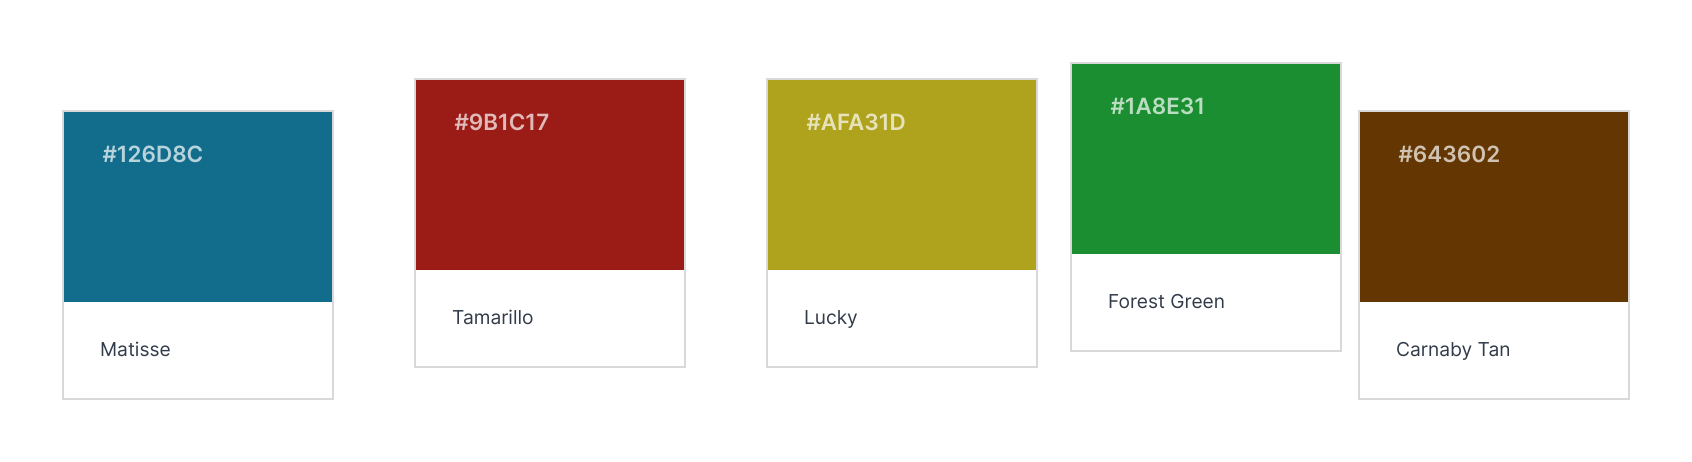 #126D8C
Matisse
#9B1C17
Tamarillo
#AFA31D
Lucky
#1A8E31
Forest Green
#643602
Carnaby Tan